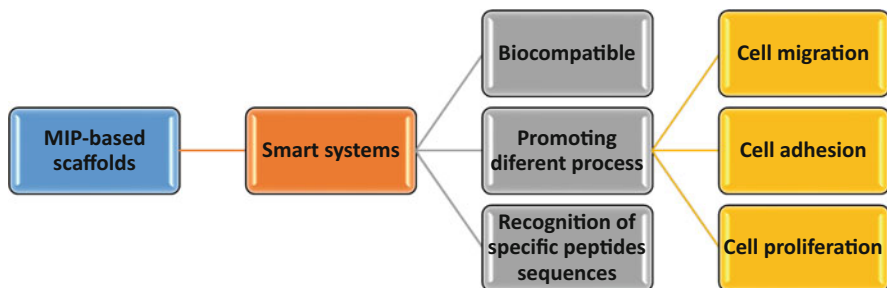 MIP-based
scaffolds
Smart systems
Biocompatible
Promoting
diferent process
Recognition of
specific peptides
sequences
Cell migration
Cell adhesion
Cell proliferation